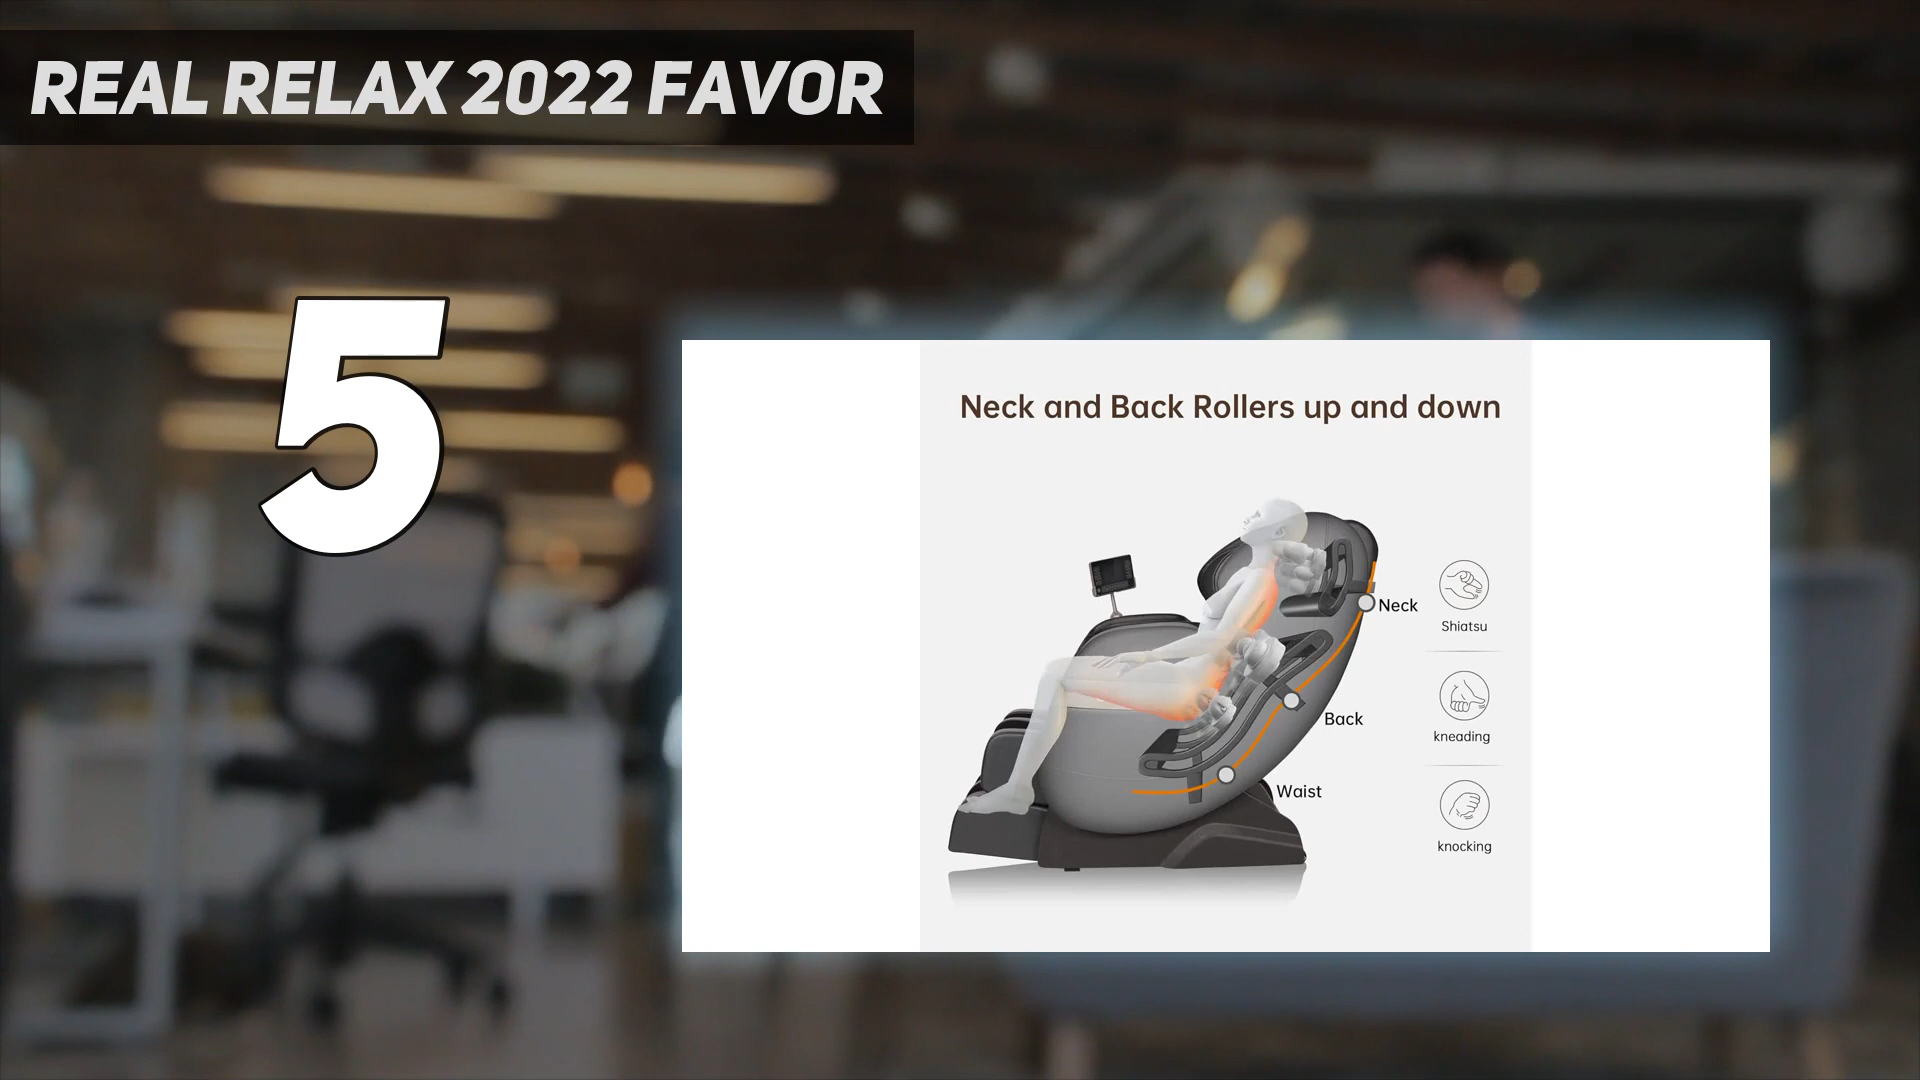 REAL RELAX 2022 FAVOR
5
Neck and Back Rollers up and down
Neck
Shiatsu
kneading
Back
Waist
knocking